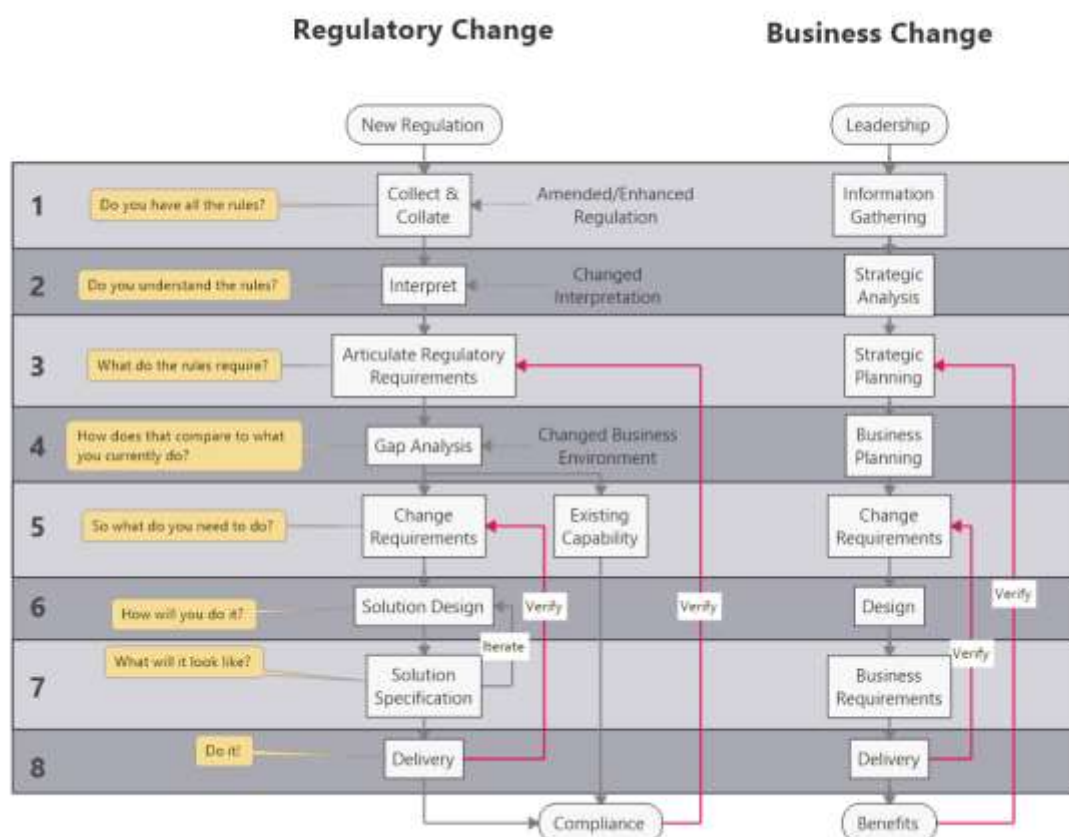 Regulatory Change
Business Change
New Regulation
Leadership
1
Do you have all the rules?
Collect &
Collate
Amended/Enhanced
Regulation
Information
Gathering
2
Do you understand the rules?
Interpret
Changed
Interpretation
Strategic
Analysis
3
What do the rules require?
Articulate Regulatory
Requirements
Strategic
Planning
4
How does that compare to what
you currently do?
Gap Analysis
Changed Business
Environment
Business
Planning
5
So what do you need to do?
Change
Requirements
Existing
Capability
Change
Requirements
6
How will you do it?
Solution Design
Verify
Verify
Design
Verify
Iterate
Verify
7
What will it look like?
Solution
Specification
Business
Requirements
8
Do it!
Delivery
Delivery
Compliance
Benefits